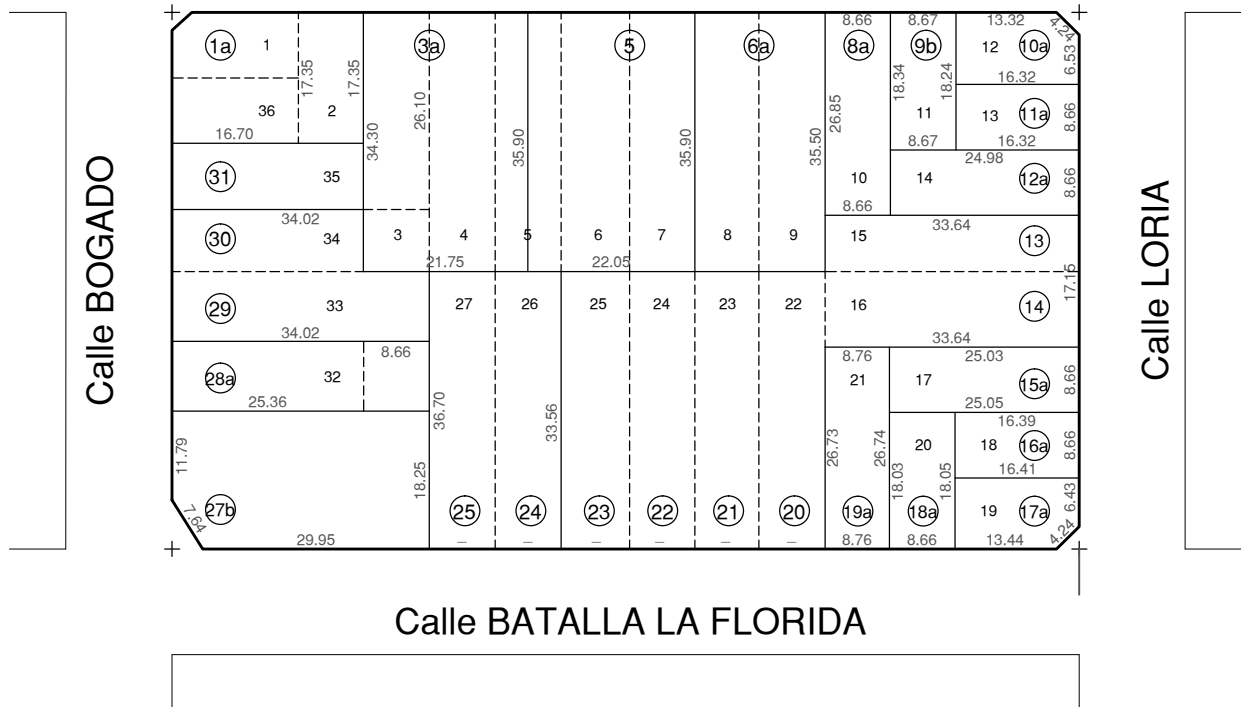 8.66 8.67 13.32 4.24
1a 1 3a 5 6a 8a 9b 12 10a 6.53
17.35 17.35 18.34 18.24 16.32
36 2 26.10 26.85 11 13 11a 8.66
16.70 34.30 35.90 35.90 35.50 8.67 16.32
24.98
31 35 10 14 12a 8.66
34.02 8.66 33.64
30 34 3 4 5 6 7 8 9 15 13
21.75 22.05 17.15
29 33 27 26 25 24 23 22 16 14
34.02 33.64
8.66 8.76 25.03
28a 32 21 17 15a 8.66
25.36 25.05
36.70 33.56 16.39
11.79 26.73 26.74 20 18 16a 8.66
18.25 18.03 18.05 16.41
27b 25 24 23 22 21 20 19a 18a 19 17a 6.43
7.64 29.95 – – – – – – 8.76 8.66 13.44 4.24
Calle BOGADO
Calle LORIA
Calle BATALLA LA FLORIDA